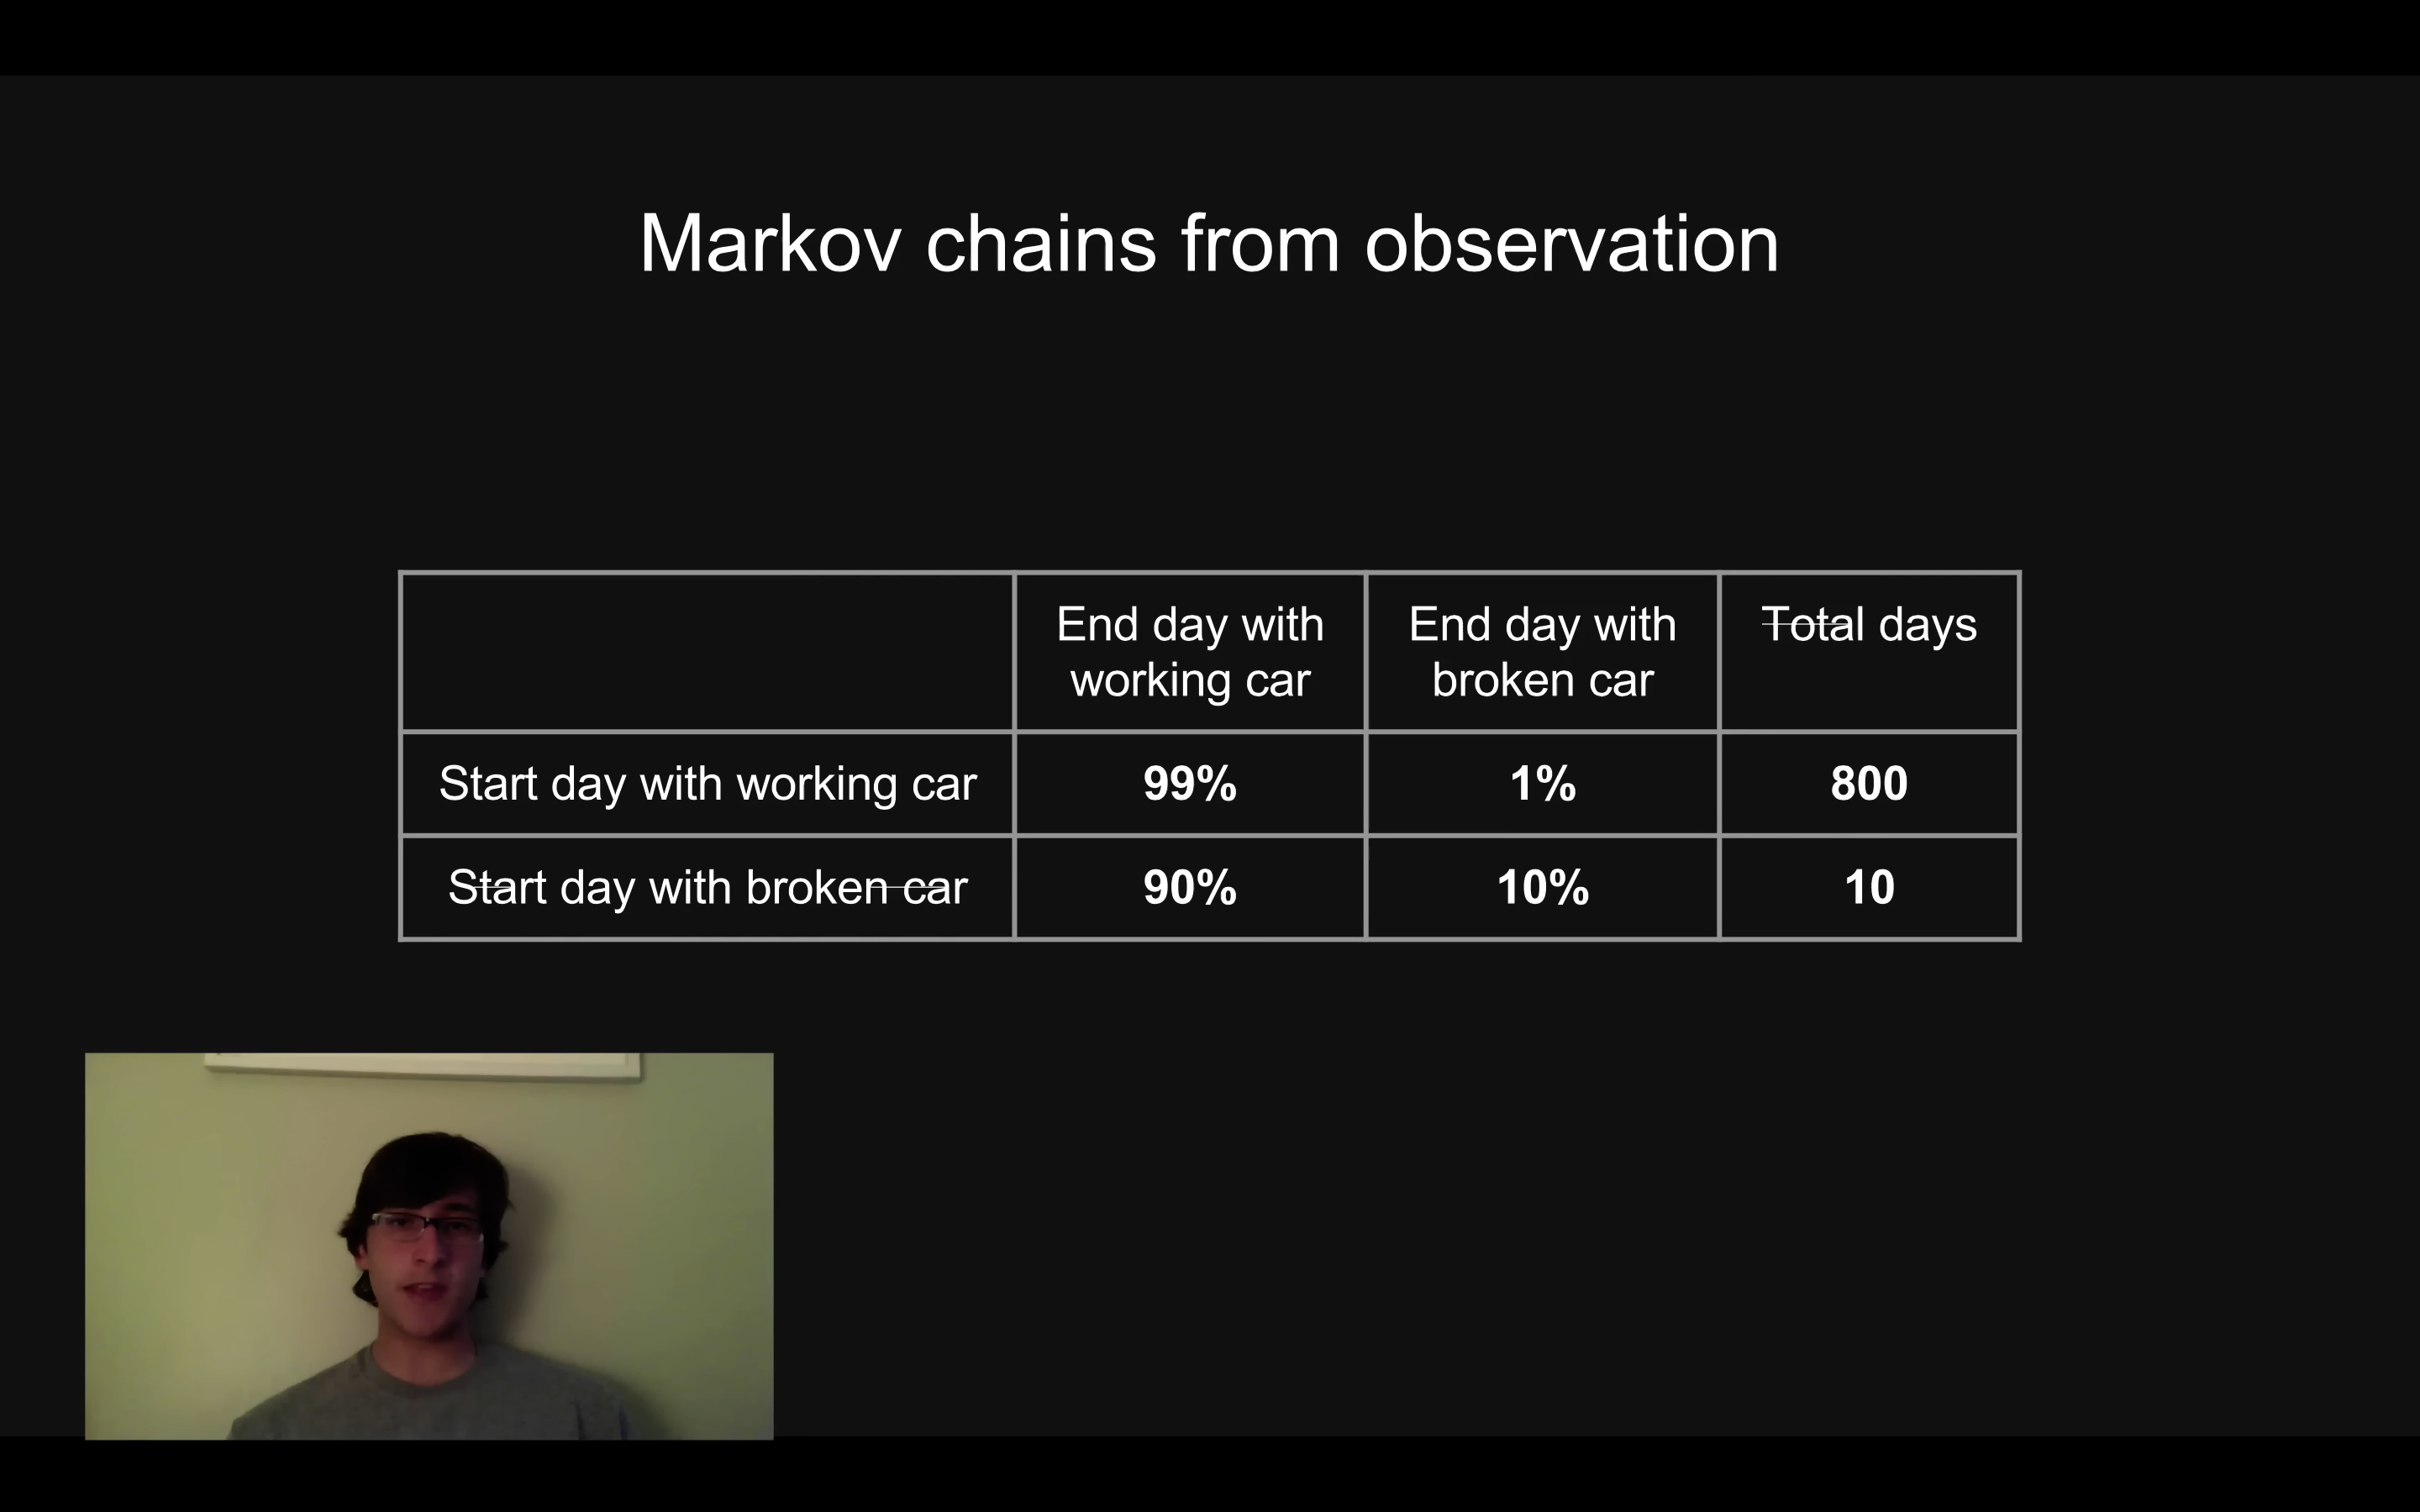 Markov chains from observation
End day with working car
End day with broken car
Total days
Start day with working car 99% 1% 800
Start day with broken car 90% 10% 10